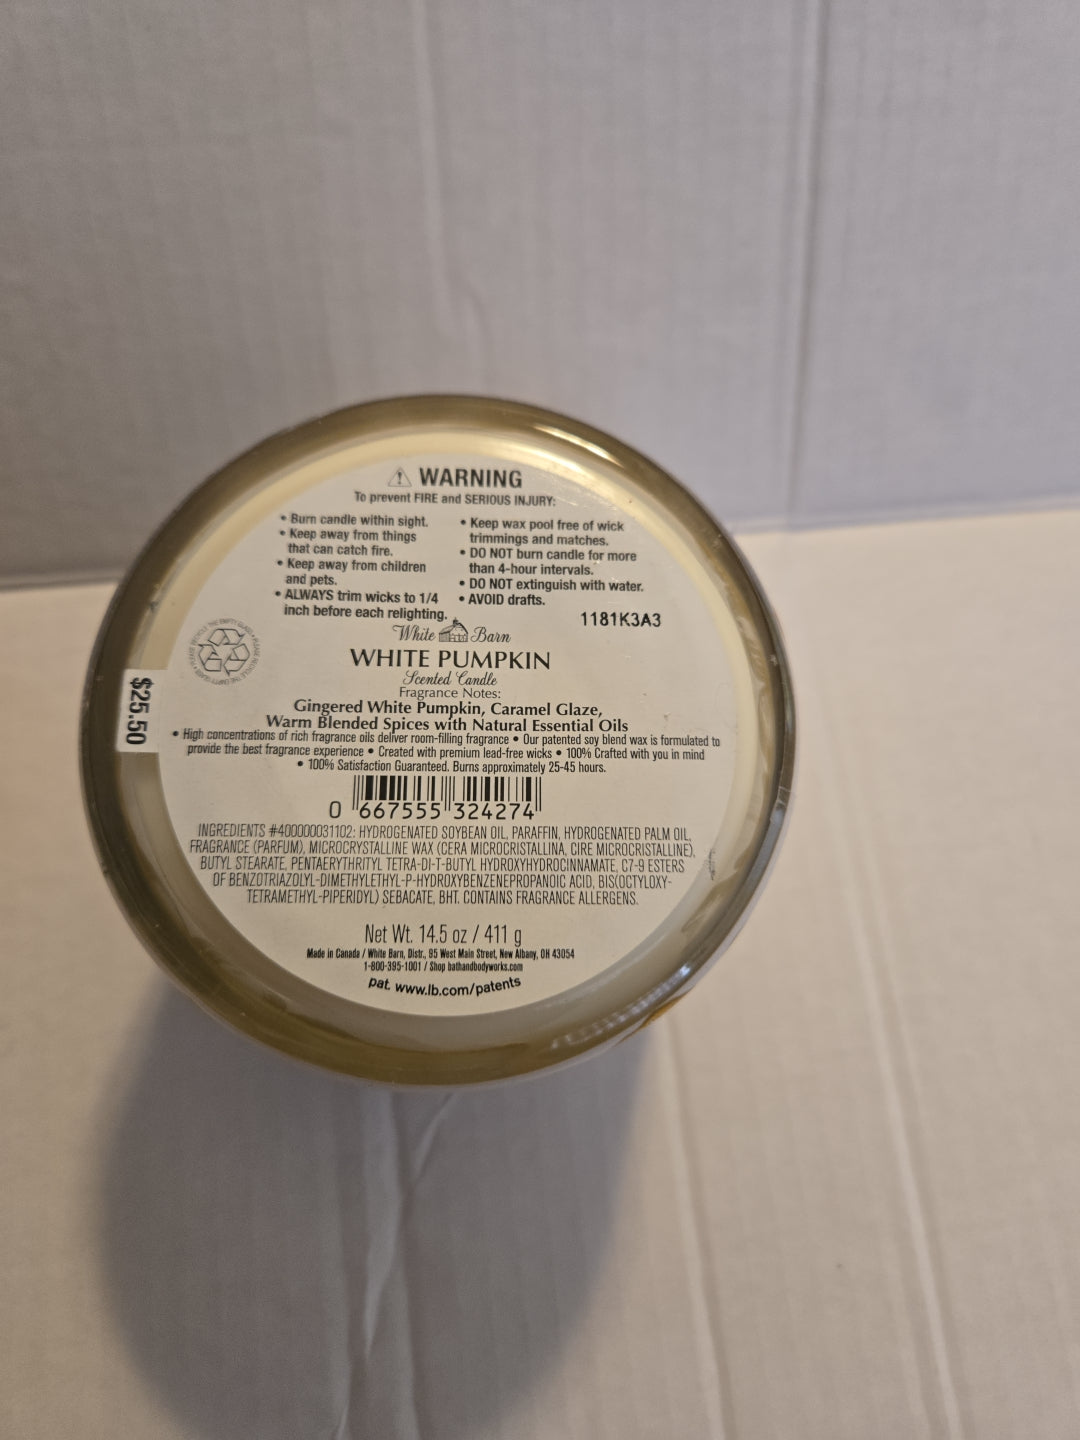 WARNING
To prevent FIRE and SERIOUS INJURY:
• Burn candle within sight.
• Keep away from things
that can catch fire.
• Keep away from children
and pets.
• ALWAYS trim wicks to 1/4
inch before each relighting.
• Keep wax pool free of wick
trimmings and matches.
• DO NOT burn candle for more
than 4-hour intervals.
• DO NOT extinguish with water.
• AVOID drafts.
1181K3A3
White Barn
WHITE PUMPKIN
Scented Candle
Fragrance Notes:
Gingered White Pumpkin, Caramel Glaze,
Warm Blended Spices with Natural Essential Oils
$25.50
• High concentrations of rich fragrance oils deliver room-filling fragrance • Our patented soy blend wax is formulated to
provide the best fragrance experience • Created with premium lead-free wicks • 100% Crafted with you in mind
• 100% Satisfaction Guaranteed. Burns approximately 25-45 hours.
0 667555 324274
INGREDIENTS #400000031102: HYDROGENATED SOYBEAN OIL, PARAFFIN, HYDROGENATED PALM OIL,
FRAGRANCE (PARFUM), MICROCRYSTALLINE WAX (CERA MICROCRISTALLINA, CIRE MICROCRISTALLINE),
BUTYL STEARATE, PENTAERYTHRITYL TETRA-DI-T-BUTYL HYDROXYHYDROCINNAMATE, C7-9 ESTERS
OF BENZOTRIAZOLYL-DIMETHYLETHYL-P-HYDROXYBENZENEPROPANOIC ACID, BIS(OCTYLOXY-
TETRAMETHYL-PIPERIDYL) SEBACATE, BHT. CONTAINS FRAGRANCE ALLERGENS.
Net Wt. 14.5 oz / 411 g
Made in Canada / White Barn, Distr., 95 West Main Street, New Albany, OH 43054
1-800-395-1001 / Shop bathandbodyworks.com
pat. www.lb.com/patents